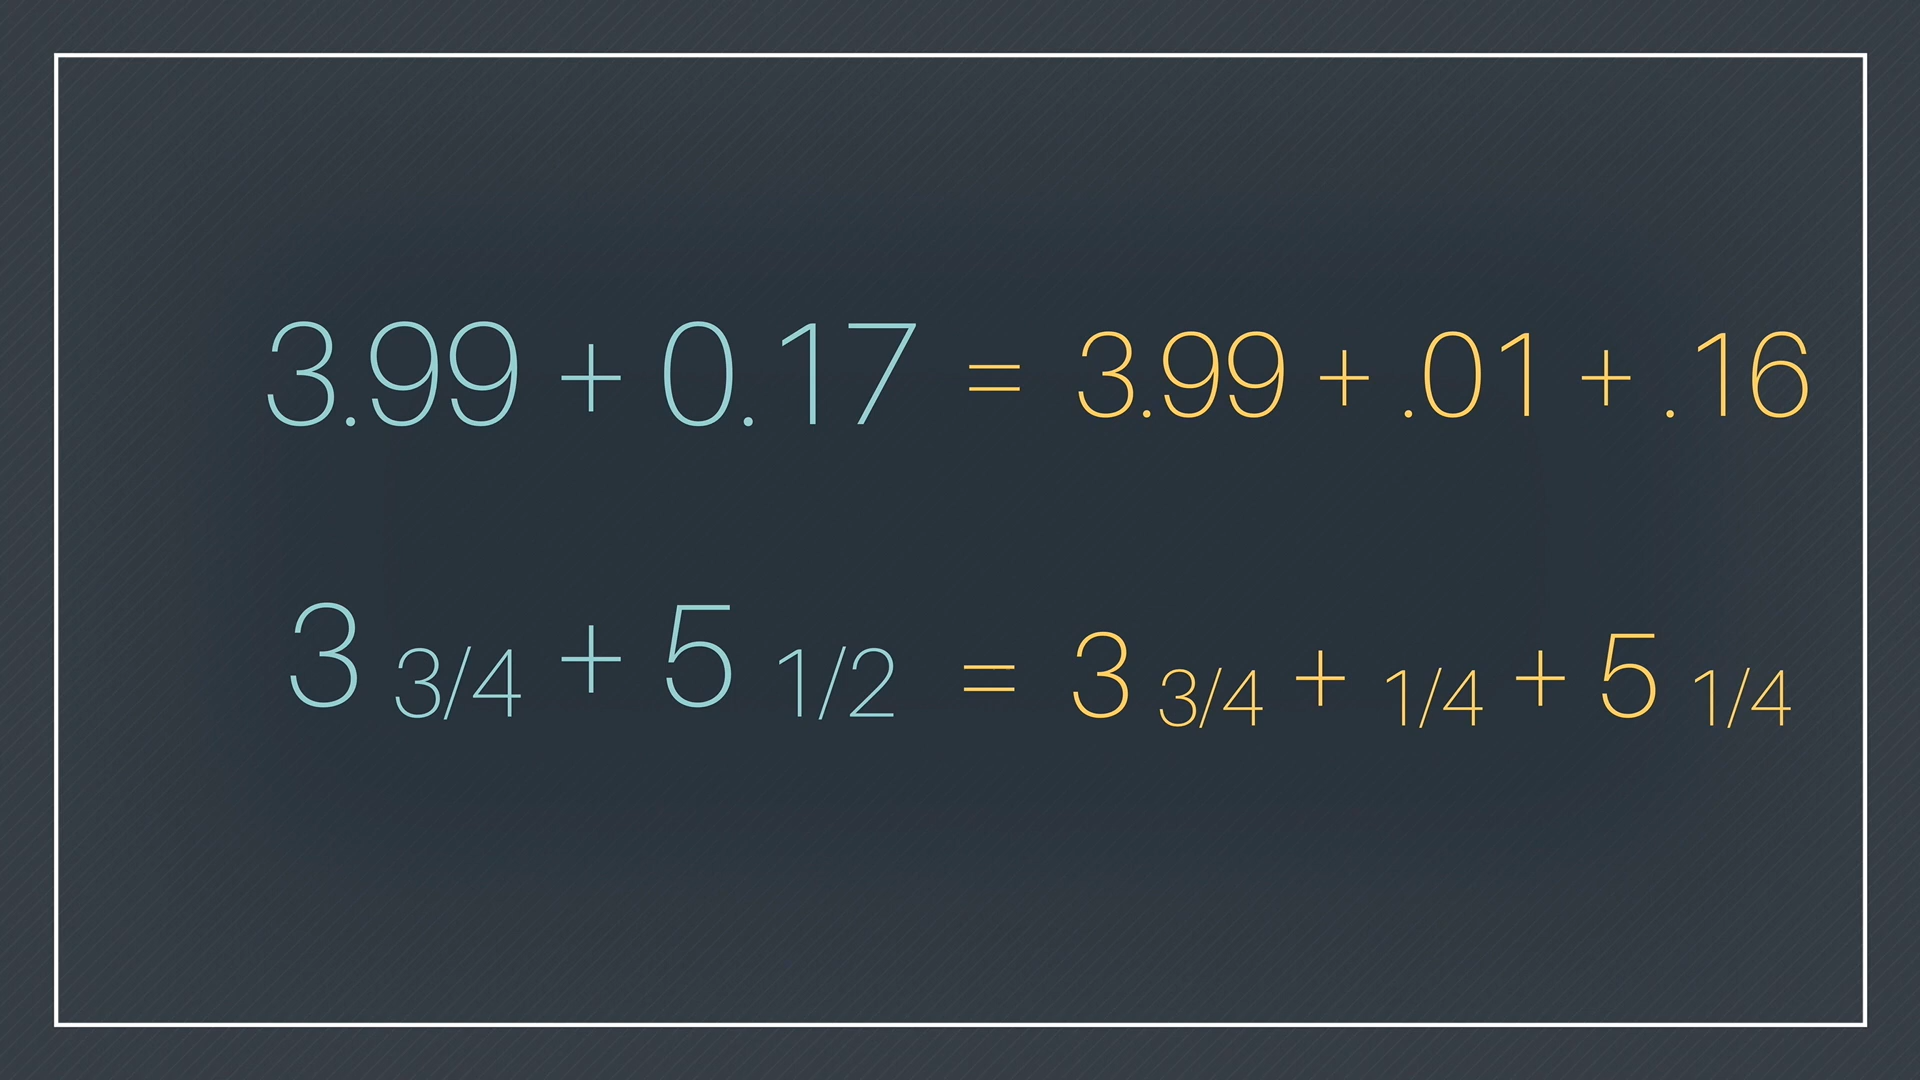 3.99 + 0.17 = 3.99 + .01 + .16
3 3/4 + 5 1/2 = 3 3/4 + 1/4 + 5 1/4